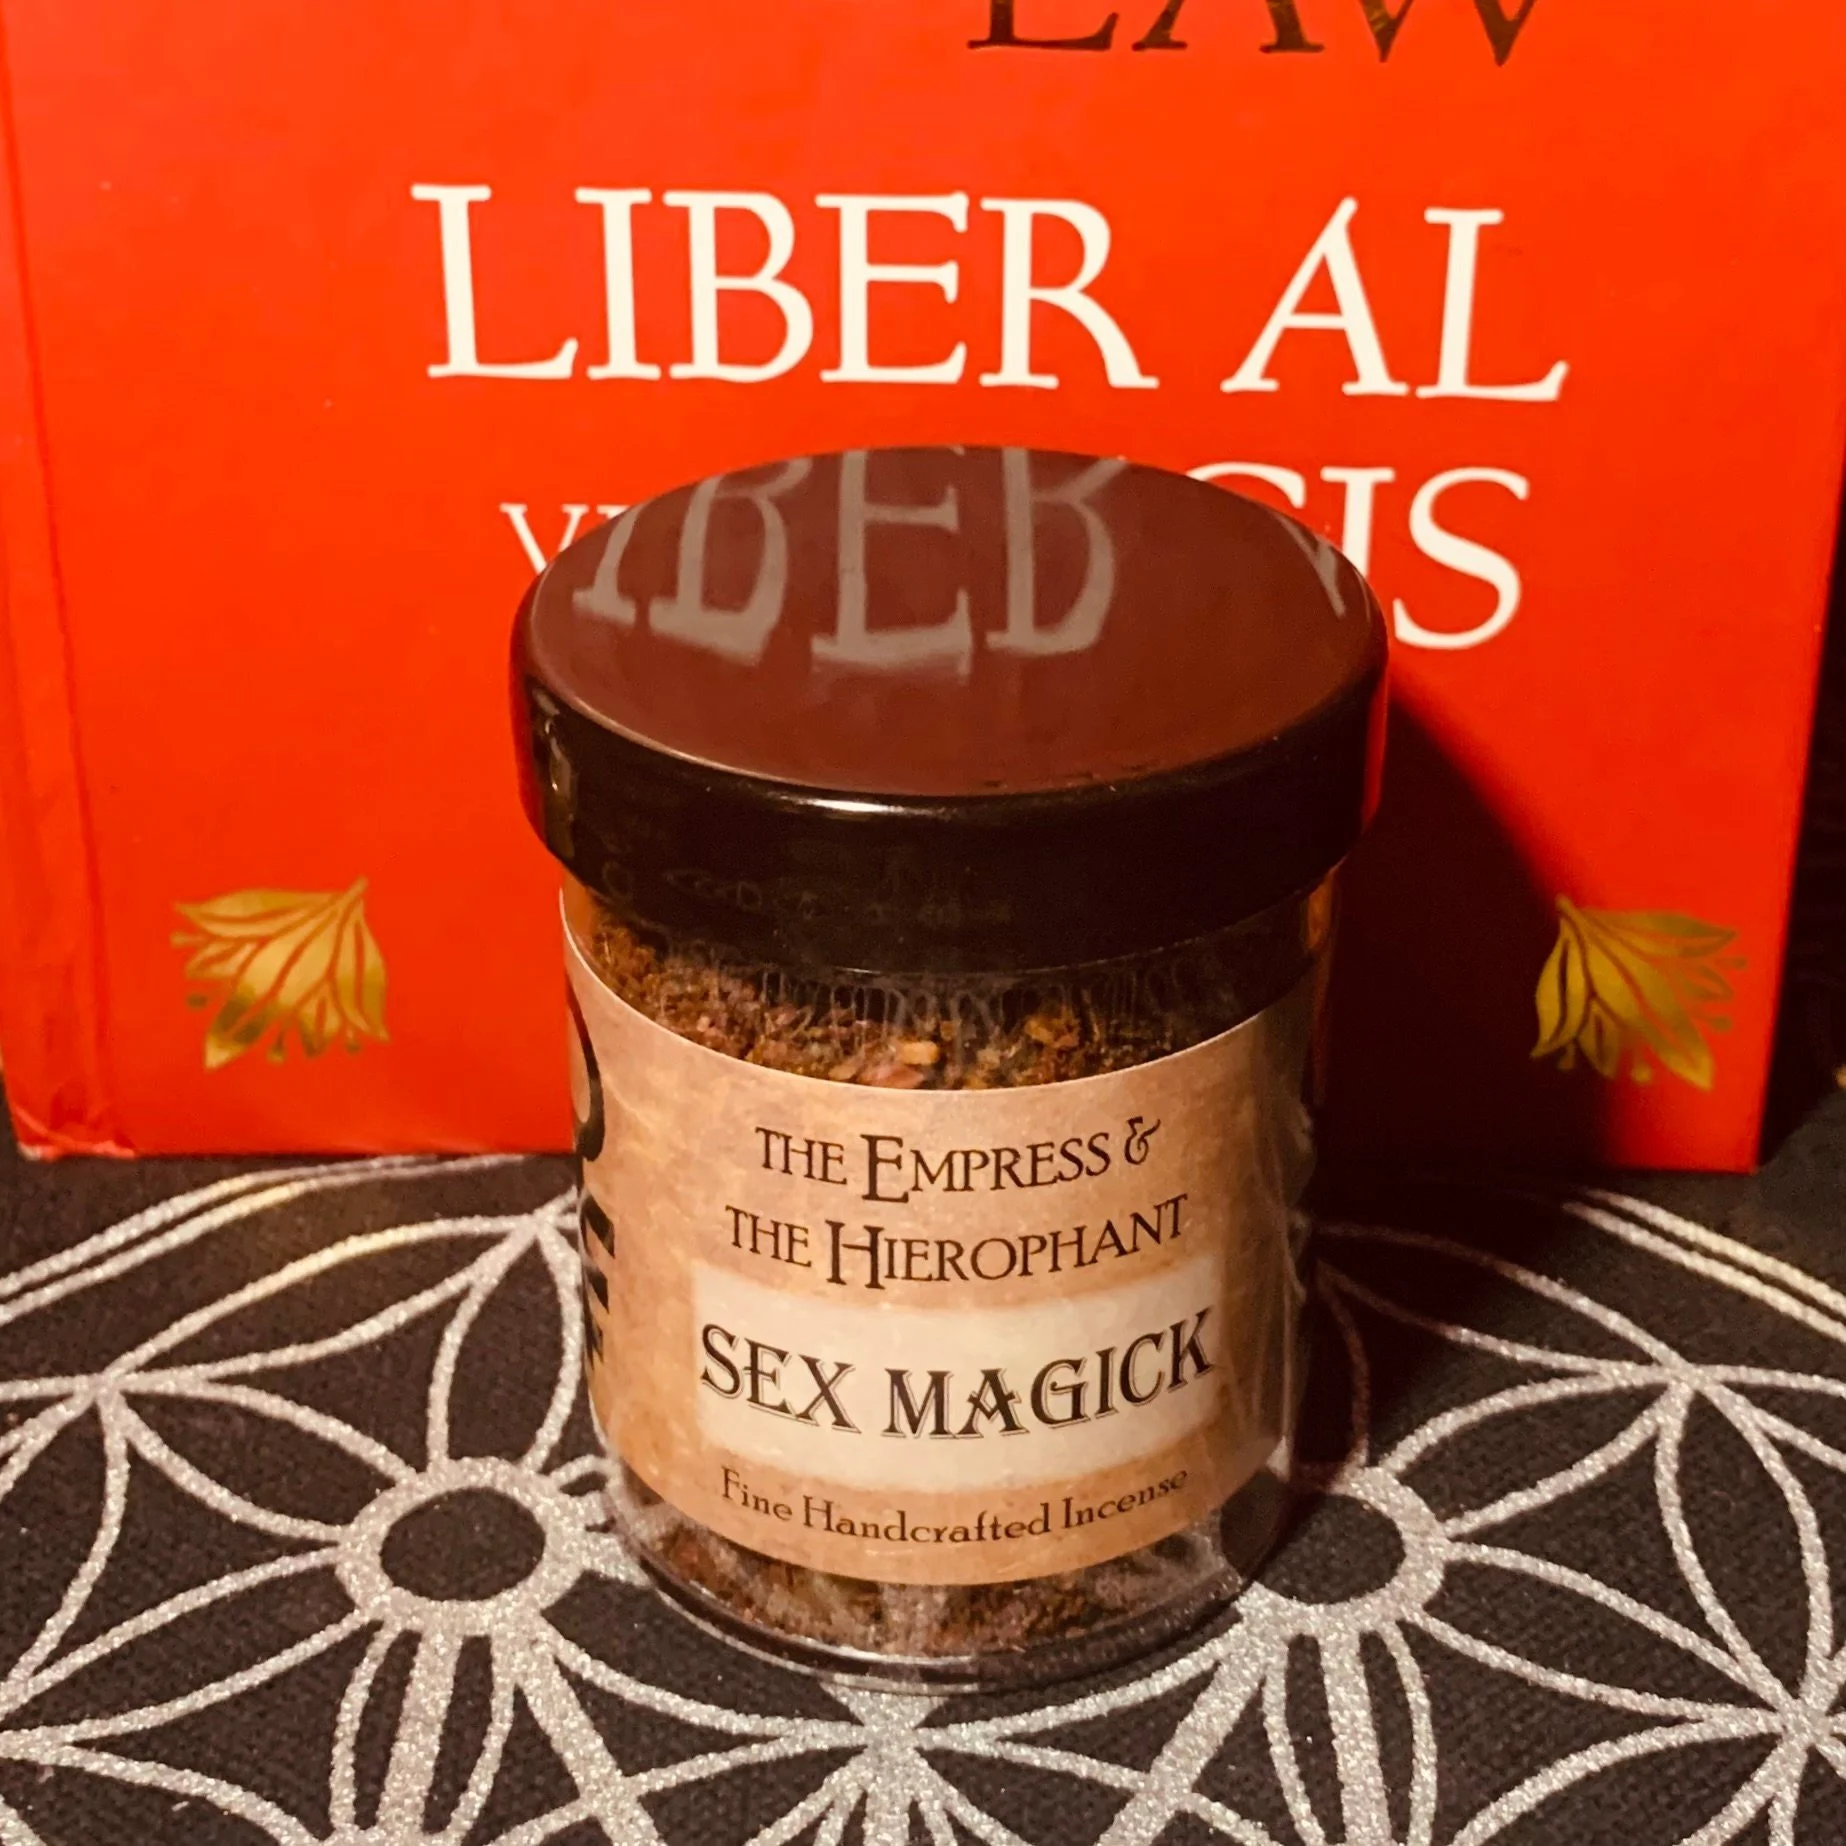 LAW
LIBER AL
THE EMPRESS &
THE HIEROPHANT
SEX MAGICK
Fine Handcrafted Incense